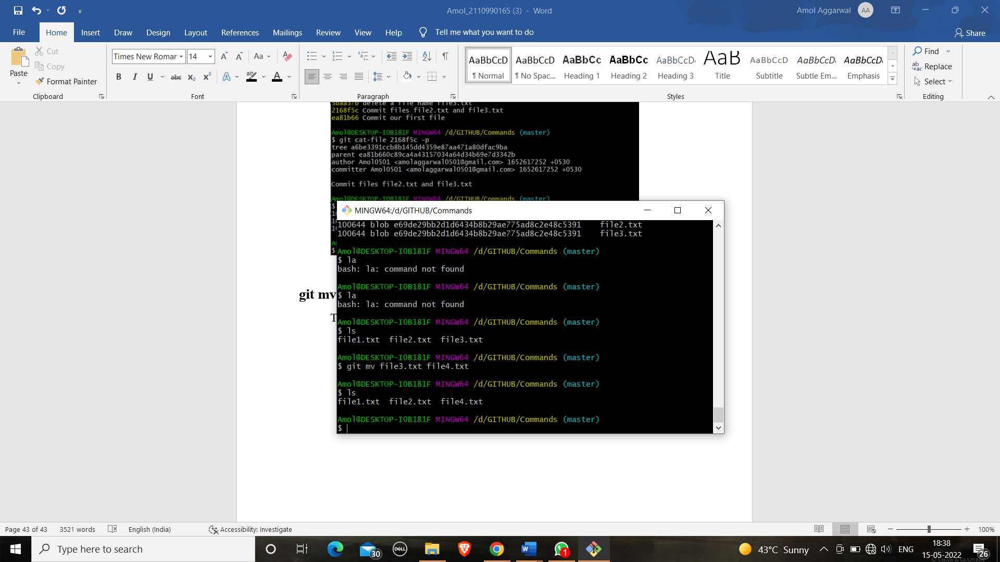 Amol_2110990165 (3) - Word
Amol Aggarwal
AA
File Home Insert Draw Design Layout References Mailings Review View Help Tell me what you want to do
Share
Paste
Cut
Copy
Format Painter
Clipboard
Times New Roman
14
Aa
B I U abc x₂ x²
A
Font
Paragraph
AaBbCcD AaBbCcD AaBbCc AaBbCc AaBbCcD AaB AaBbCcD AaBbCcD AaBbCcD
¶ Normal ¶ No Spac... Heading 1 Heading 2 Heading 3 Title Subtitle Subtle Em... Emphasis
Styles
Find
Replace
Select
Editing
5baa37b delete a file name file3.txt
2168f5c Commit files file2.txt and file3.txt
ea81b66 Commit our first file
Amol@DESKTOP-IOB181F MINGW64 /d/GITHUB/Commands (master)
$ git cat-file 2168f5c -p
tree a6be3391ccb8b145dd4359e87aa471a80dfac9ba
parent ea81b660c89ca4a43157034a64d34b69e7d3342b
author Amol0501 <amolaggarwal0501@gmail.com> 1652617252 +0530
committer Amol0501 <amolaggarwal0501@gmail.com> 1652617252 +0530
Commit files file2.txt and file3.txt
Amol@DESKTOP-IOB181F MINGW64 /d/GITHUB/Commands (master)
$
git mv
T
MINGW64:/d/GITHUB/Commands
100644 blob e69de29bb2d1d6434b8b29ae775ad8c2e48c5391 file2.txt
100644 blob e69de29bb2d1d6434b8b29ae775ad8c2e48c5391 file3.txt
Amol@DESKTOP-IOB181F MINGW64 /d/GITHUB/Commands (master)
$ la
bash: la: command not found
Amol@DESKTOP-IOB181F MINGW64 /d/GITHUB/Commands (master)
$ la
bash: la: command not found
Amol@DESKTOP-IOB181F MINGW64 /d/GITHUB/Commands (master)
$ ls
file1.txt file2.txt file3.txt
Amol@DESKTOP-IOB181F MINGW64 /d/GITHUB/Commands (master)
$ git mv file3.txt file4.txt
Amol@DESKTOP-IOB181F MINGW64 /d/GITHUB/Commands (master)
$ ls
file1.txt file2.txt file4.txt
Amol@DESKTOP-IOB181F MINGW64 /d/GITHUB/Commands (master)
$
Page 43 of 43 3521 words English (India) Accessibility: Investigate
100%
Type here to search
30
DELL
1
43°C Sunny
ENG
18:38
15-05-2022
26